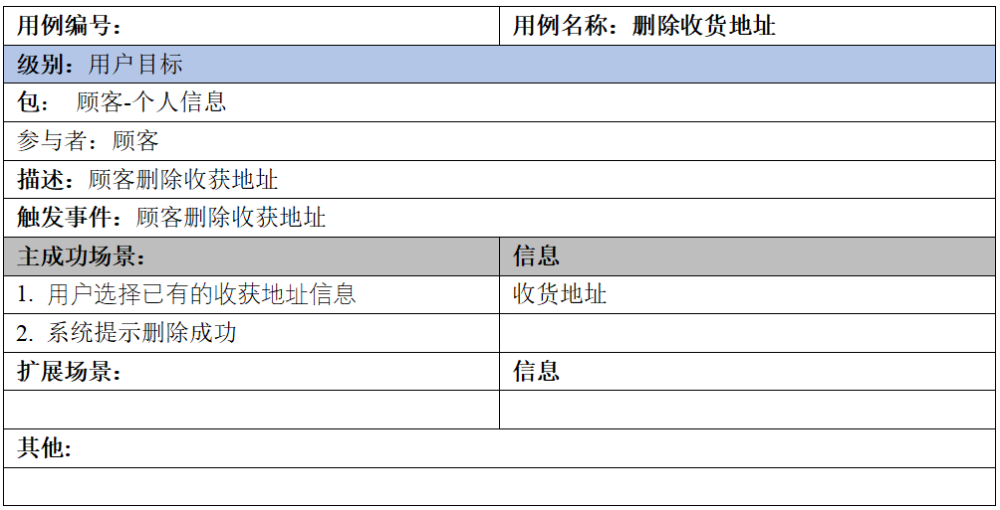 用例编号： 用例名称：删除收货地址
级别：用户目标
包： 顾客-个人信息
参与者：顾客
描述：顾客删除收获地址
触发事件：顾客删除收获地址
主成功场景： 信息
1. 用户选择已有的收获地址信息 收货地址
2. 系统提示删除成功
扩展场景： 信息
其他: